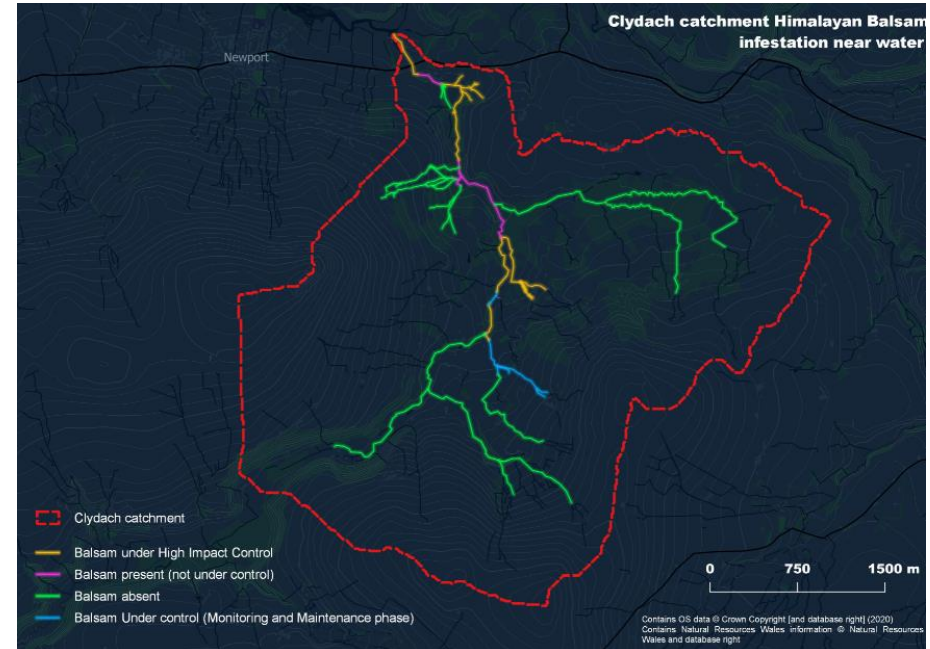 Clydach catchment Himalayan Balsam
infestation near water
Newport
Clydach catchment
Balsam under High Impact Control
Balsam present (not under control)
Balsam absent
Balsam Under control (Monitoring and Maintenance phase)
0 750 1500 m
Contains OS data © Crown Copyright [and database right] (2020)
Contains Natural Resources Wales information © Natural Resources
Wales and database right